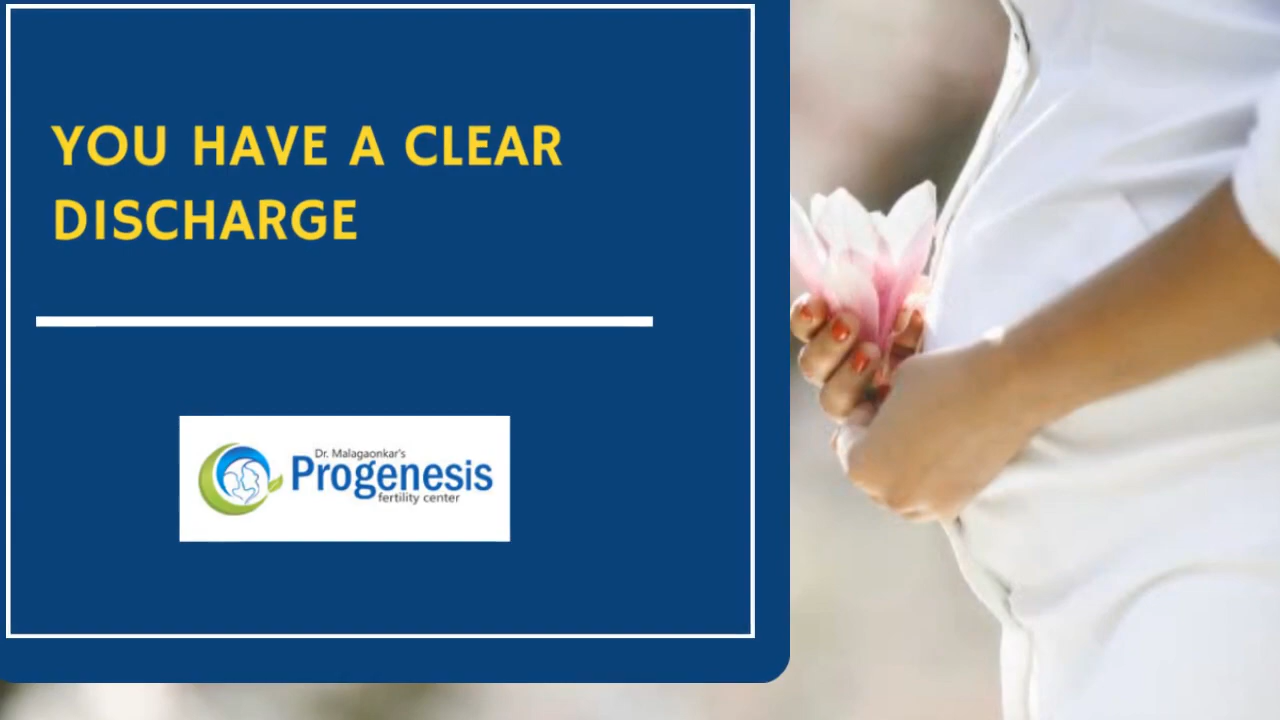 YOU HAVE A CLEAR
DISCHARGE
Dr. Malagaonkar's
Progenesis
fertility center